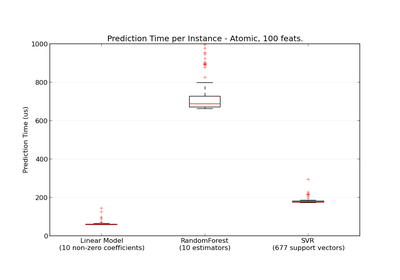 Prediction Time per Instance - Atomic, 100 feats.
1000
800
600
400
200
0
Prediction Time (us)
Linear Model
(10 non-zero coefficients)
RandomForest
(10 estimators)
SVR
(677 support vectors)